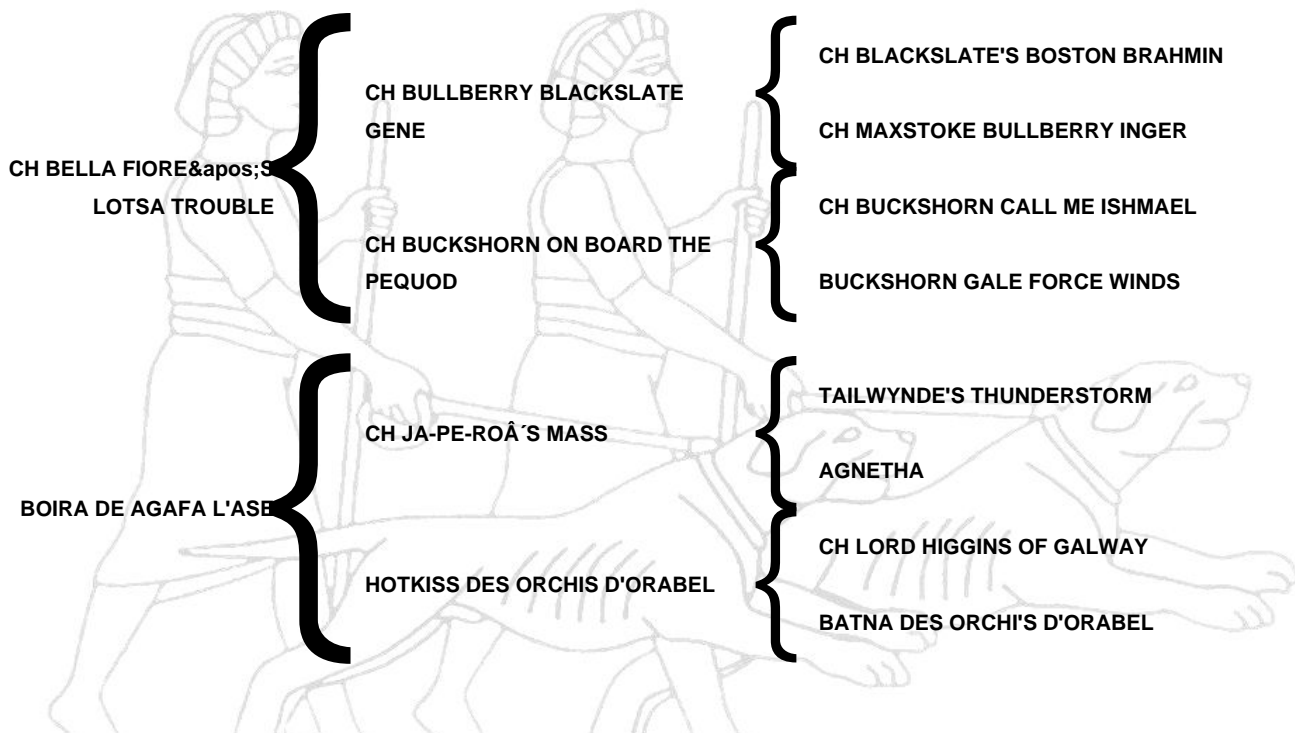 CH BELLA FIORE&apos;S
LOTSA TROUBLE
CH BULLBERRY BLACKSLATE
GENE
CH BLACKSLATE'S BOSTON BRAHMIN
CH MAXSTOKE BULLBERRY INGER
CH BUCKSHORN ON BOARD THE
PEQUOD
CH BUCKSHORN CALL ME ISHMAEL
BUCKSHORN GALE FORCE WINDS
BOIRA DE AGAFA L'ASE
CH JA-PE-ROÂ´S MASS
TAILWYNDE'S THUNDERSTORM
AGNETHA
HOTKISS DES ORCHIS D'ORABEL
CH LORD HIGGINS OF GALWAY
BATNA DES ORCHI'S D'ORABEL